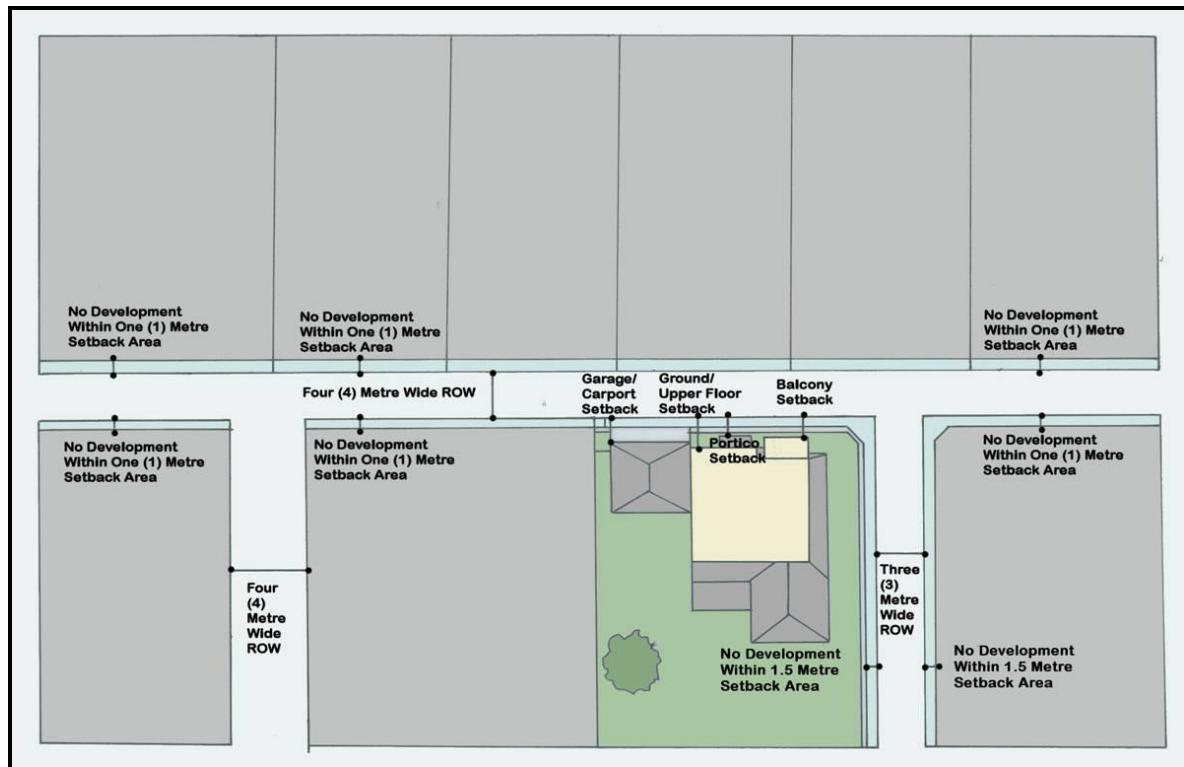 No Development
Within One (1) Metre
Setback Area
No Development
Within One (1) Metre
Setback Area
No Development
Within One (1) Metre
Setback Area
Four (4) Metre Wide ROW
Garage/
Carport
Setback
Ground/
Upper Floor
Setback
Balcony
Setback
Portico
Setback
No Development
Within One (1) Metre
Setback Area
No Development
Within One (1) Metre
Setback Area
No Development
Within One (1) Metre
Setback Area
Four
(4)
Metre
Wide
ROW
Three
(3)
Metre
Wide
ROW
No Development
Within 1.5 Metre
Setback Area
No Development
Within 1.5 Metre
Setback Area